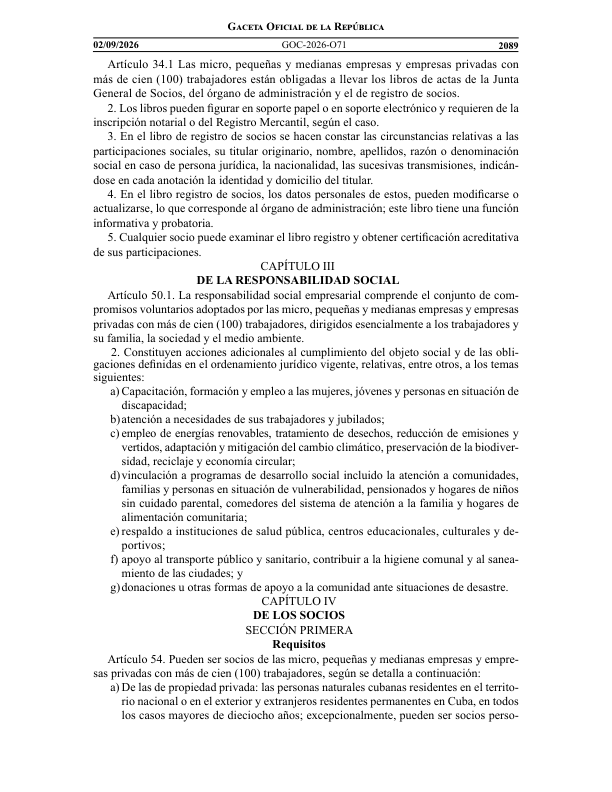 Gaceta Oficial de la República
02/09/2026 GOC-2026-O71 2089
Artículo 34.1 Las micro, pequeñas y medianas empresas y empresas privadas con
más de cien (100) trabajadores están obligadas a llevar los libros de actas de la Junta
General de Socios, del órgano de administración y el de registro de socios.
2. Los libros pueden figurar en soporte papel o en soporte electrónico y requieren de la
inscripción notarial o del Registro Mercantil, según el caso.
3. En el libro de registro de socios se hacen constar las circunstancias relativas a las
participaciones sociales, su titular originario, nombre, apellidos, razón o denominación
social en caso de persona jurídica, la nacionalidad, las sucesivas transmisiones, indicán-
dose en cada anotación la identidad y domicilio del titular.
4. En el libro registro de socios, los datos personales de estos, pueden modificarse o
actualizarse, lo que corresponde al órgano de administración; este libro tiene una función
informativa y probatoria.
5. Cualquier socio puede examinar el libro registro y obtener certificación acreditativa
de sus participaciones.
CAPÍTULO III
DE LA RESPONSABILIDAD SOCIAL
Artículo 50.1. La responsabilidad social empresarial comprende el conjunto de com-
promisos voluntarios adoptados por las micro, pequeñas y medianas empresas y empresas
privadas con más de cien (100) trabajadores, dirigidos esencialmente a los trabajadores y
su familia, la sociedad y el medio ambiente.
2. Constituyen acciones adicionales al cumplimiento del objeto social y de las obli-
gaciones definidas en el ordenamiento jurídico vigente, relativas, entre otros, a los temas
siguientes:
a) Capacitación, formación y empleo a las mujeres, jóvenes y personas en situación de
discapacidad;
b) atención a necesidades de sus trabajadores y jubilados;
c) empleo de energías renovables, tratamiento de desechos, reducción de emisiones y
vertidos, adaptación y mitigación del cambio climático, preservación de la biodiver-
sidad, reciclaje y economía circular;
d) vinculación a programas de desarrollo social incluido la atención a comunidades,
familias y personas en situación de vulnerabilidad, pensionados y hogares de niños
sin cuidado parental, comedores del sistema de atención a la familia y hogares de
alimentación comunitaria;
e) respaldo a instituciones de salud pública, centros educacionales, culturales y de-
portivos;
f) apoyo al transporte público y sanitario, contribuir a la higiene comunal y al sanea-
miento de las ciudades; y
g) donaciones u otras formas de apoyo a la comunidad ante situaciones de desastre.
CAPÍTULO IV
DE LOS SOCIOS
SECCIÓN PRIMERA
Requisitos
Artículo 54. Pueden ser socios de las micro, pequeñas y medianas empresas y empre-
sas privadas con más de cien (100) trabajadores, según se detalla a continuación:
a) De las de propiedad privada: las personas naturales cubanas residentes en el territo-
rio nacional o en el exterior y extranjeros residentes permanentes en Cuba, en todos
los casos mayores de dieciocho años; excepcionalmente, pueden ser socios perso-